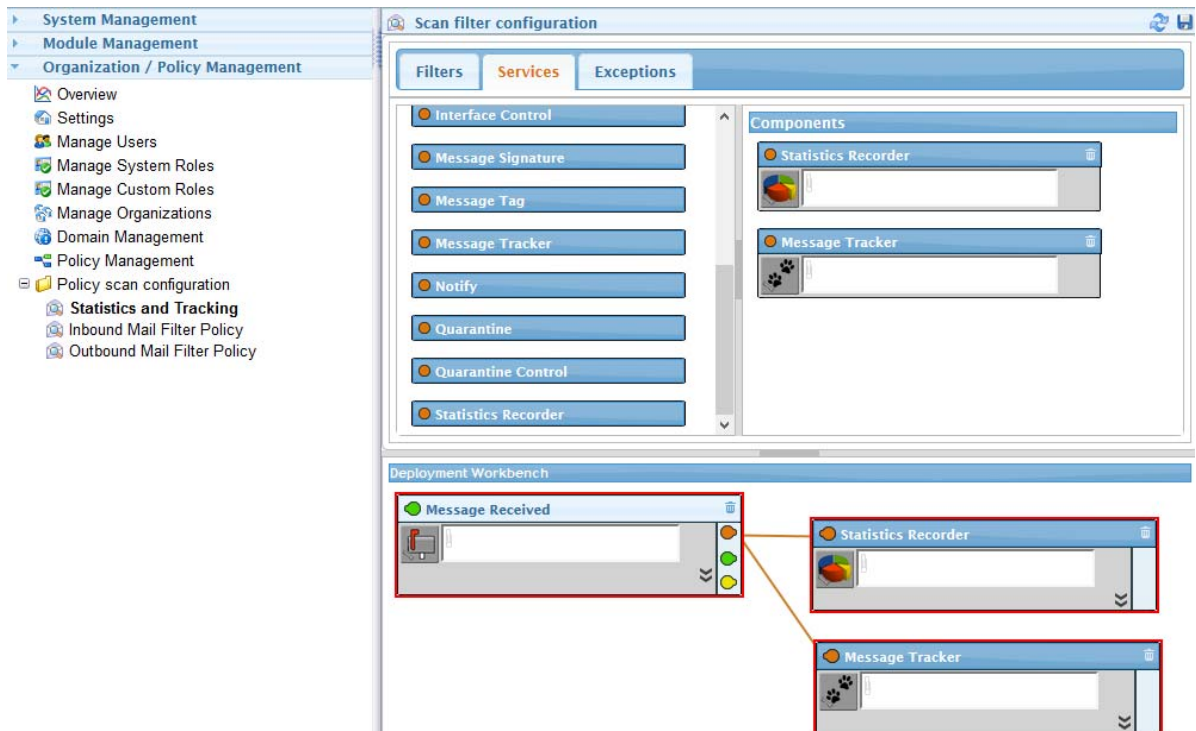 System Management
Module Management
Organization / Policy Management
Overview
Settings
Manage Users
Manage System Roles
Manage Custom Roles
Manage Organizations
Domain Management
Policy Management
Policy scan configuration
Statistics and Tracking
Inbound Mail Filter Policy
Outbound Mail Filter Policy
Scan filter configuration
Filters
Services
Exceptions
Interface Control
Message Signature
Message Tag
Message Tracker
Notify
Quarantine
Quarantine Control
Statistics Recorder
Components
Statistics Recorder
Message Tracker
Deployment Workbench
Message Received
Statistics Recorder
Message Tracker